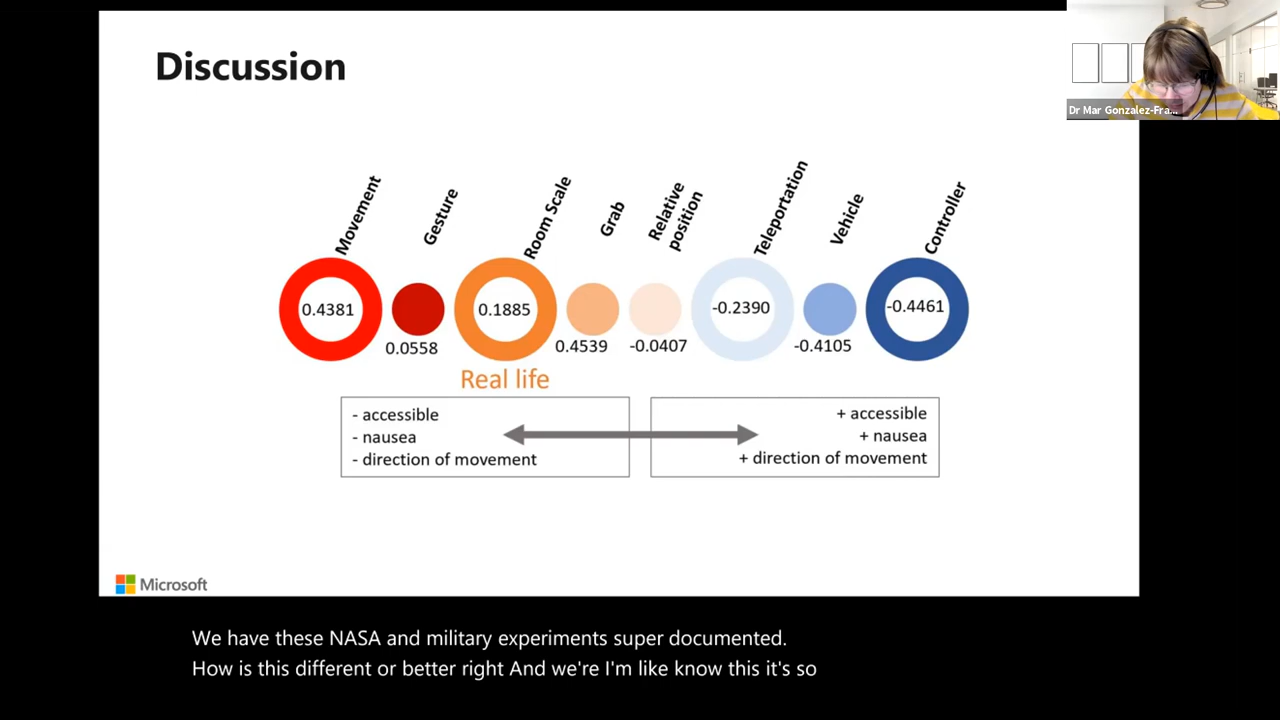 Discussion
Dr Mar Gonzalez-Fra...
Movement
Gesture
Room Scale
Grab
Relative
position
Teleportation
Vehicle
Controller
0.4381
0.0558
0.1885
0.4539
-0.0407
-0.2390
-0.4105
-0.4461
Real life
- accessible
- nausea
- direction of movement
+ accessible
+ nausea
+ direction of movement
Microsoft
We have these NASA and military experiments super documented.
How is this different or better right And we're I'm like know this it's so